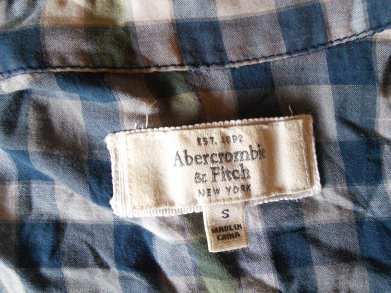 EST. 1892
Abercrombie
& Fitch
NEW YORK
S
MADE IN
CHINA